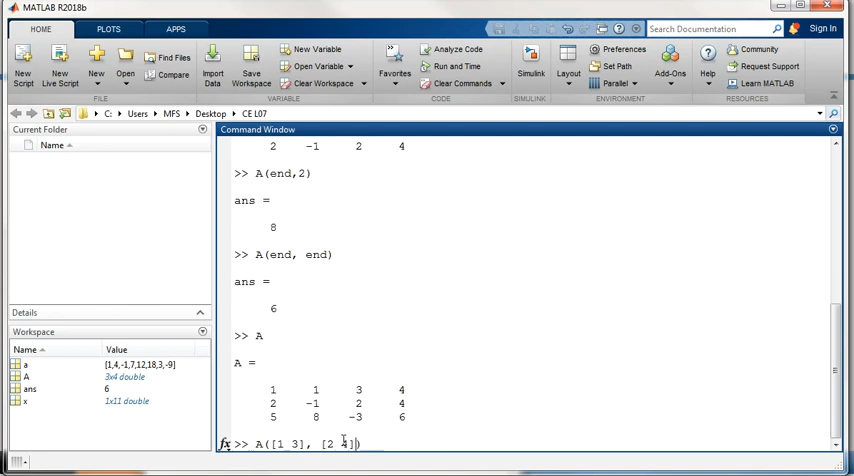 MATLAB R2018b
HOME PLOTS APPS Search Documentation Sign In
New Script New Live Script New Open Find Files Compare Import Data Save Workspace New Variable Open Variable Clear Workspace Favorites Analyze Code Run and Time Clear Commands Simulink Layout Preferences Set Path Parallel Add-Ons Help Community Request Support Learn MATLAB
FILE VARIABLE CODE SIMULINK ENVIRONMENT RESOURCES
C: Users MFS Desktop CE L07
Current Folder
Name
Details
Workspace
Name Value
a [1,4,-1,7,12,18,3,-9]
A 3x4 double
ans 6
x 1x11 double
Command Window
2 -1 2 4
>> A(end,2)
ans =
8
>> A(end, end)
ans =
6
>> A
A =
1 1 3 4
2 -1 2 4
5 8 -3 6
fx >> A([1 3], [2 4])